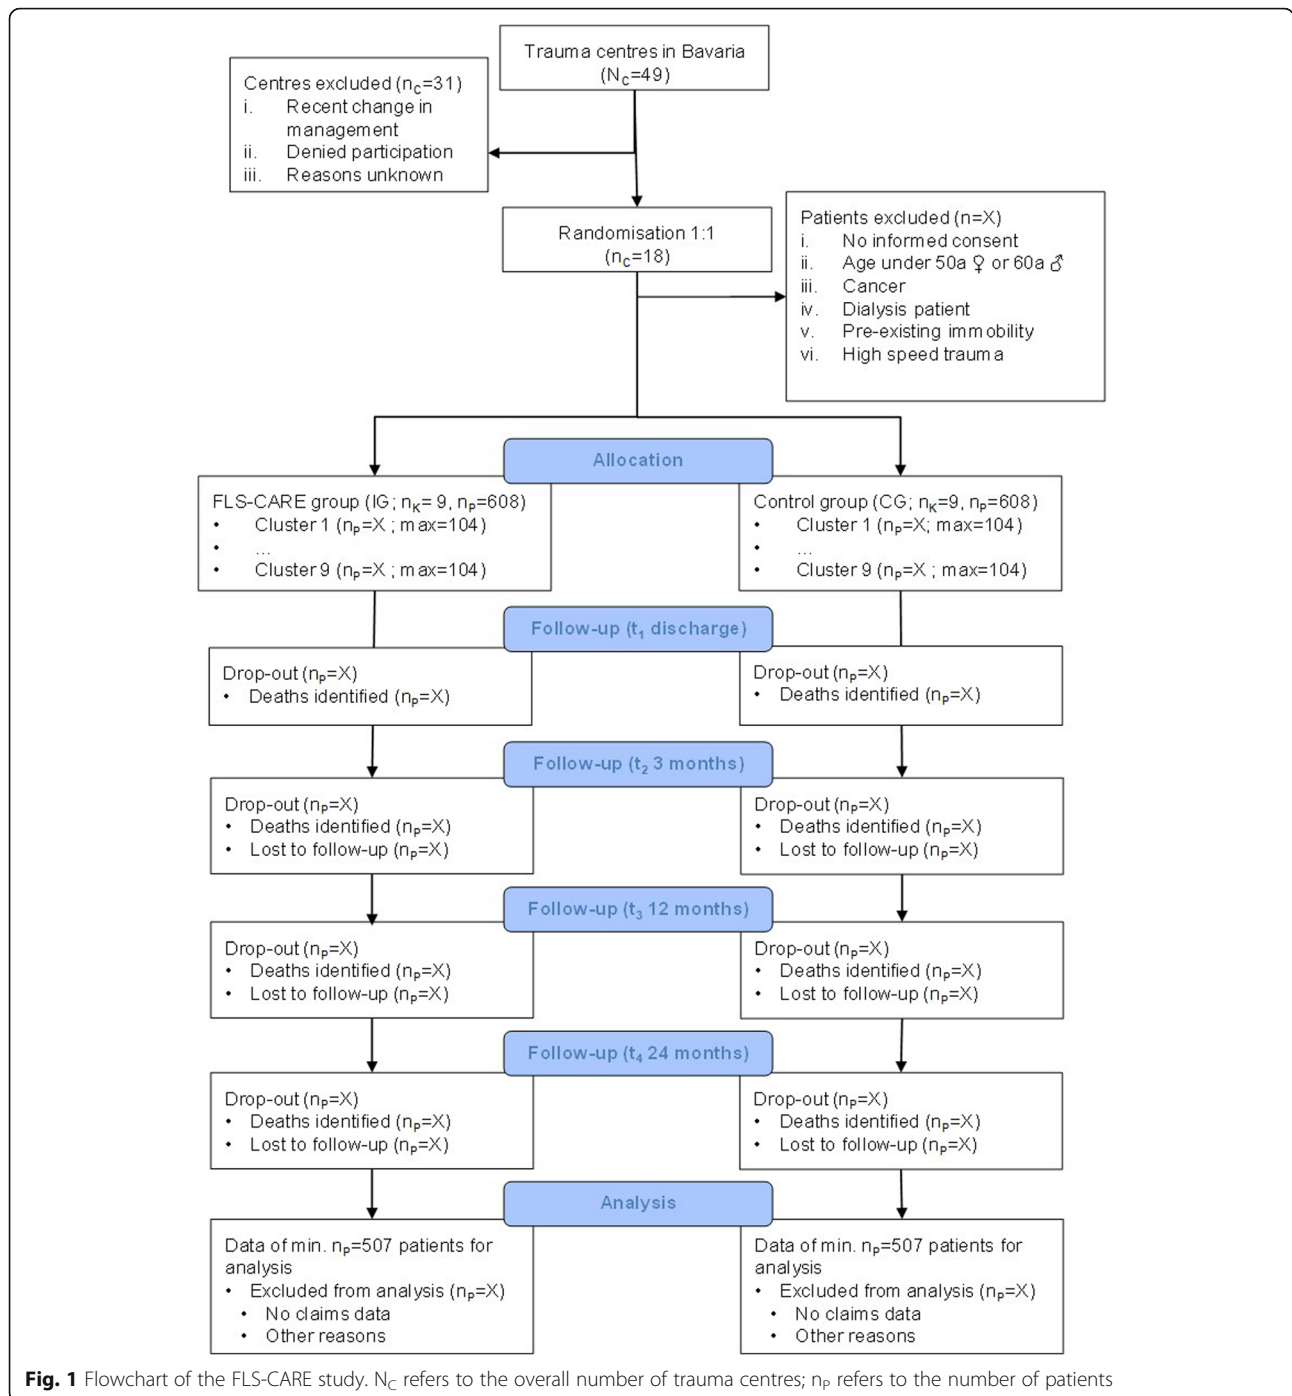 Trauma centres in Bavaria
(N_C=49)
Centres excluded (n_C=31)
i. Recent change in
management
ii. Denied participation
iii. Reasons unknown
Randomisation 1:1
(n_C=18)
Patients excluded (n=X)
i. No informed consent
ii. Age under 50a ♀ or 60a ♂
iii. Cancer
iv. Dialysis patient
v. Pre-existing immobility
vi. High speed trauma
Allocation
FLS-CARE group (IG; n_K= 9, n_P=608)
• Cluster 1 (n_P=X ; max=104)
• ...
• Cluster 9 (n_P=X ; max=104)
Control group (CG; n_K=9, n_P=608)
• Cluster 1 (n_P=X; max=104)
• ...
• Cluster 9 (n_P=X ; max=104)
Follow-up (t_1 discharge)
Drop-out (n_P=X)
• Deaths identified (n_P=X)
Drop-out (n_P=X)
• Deaths identified (n_P=X)
Follow-up (t_2 3 months)
Drop-out (n_P=X)
• Deaths identified (n_P=X)
• Lost to follow-up (n_P=X)
Drop-out (n_P=X)
• Deaths identified (n_P=X)
• Lost to follow-up (n_P=X)
Follow-up (t_3 12 months)
Drop-out (n_P=X)
• Deaths identified (n_P=X)
• Lost to follow-up (n_P=X)
Drop-out (n_P=X)
• Deaths identified (n_P=X)
• Lost to follow-up (n_P=X)
Follow-up (t_4 24 months)
Drop-out (n_P=X)
• Deaths identified (n_P=X)
• Lost to follow-up (n_P=X)
Drop-out (n_P=X)
• Deaths identified (n_P=X)
• Lost to follow-up (n_P=X)
Analysis
Data of min. n_P=507 patients for
analysis
• Excluded from analysis (n_P=X)
• No claims data
• Other reasons
Data of min. n_P=507 patients for
analysis
• Excluded from analysis (n_P=X)
• No claims data
• Other reasons
Fig. 1 Flowchart of the FLS-CARE study. N_C refers to the overall number of trauma centres; n_P refers to the number of patients